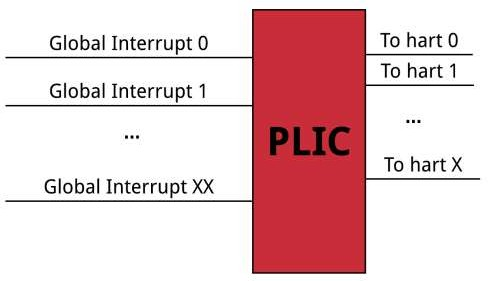 Global Interrupt 0
Global Interrupt 1
...
Global Interrupt XX
PLIC
To hart 0
To hart 1
...
To hart X